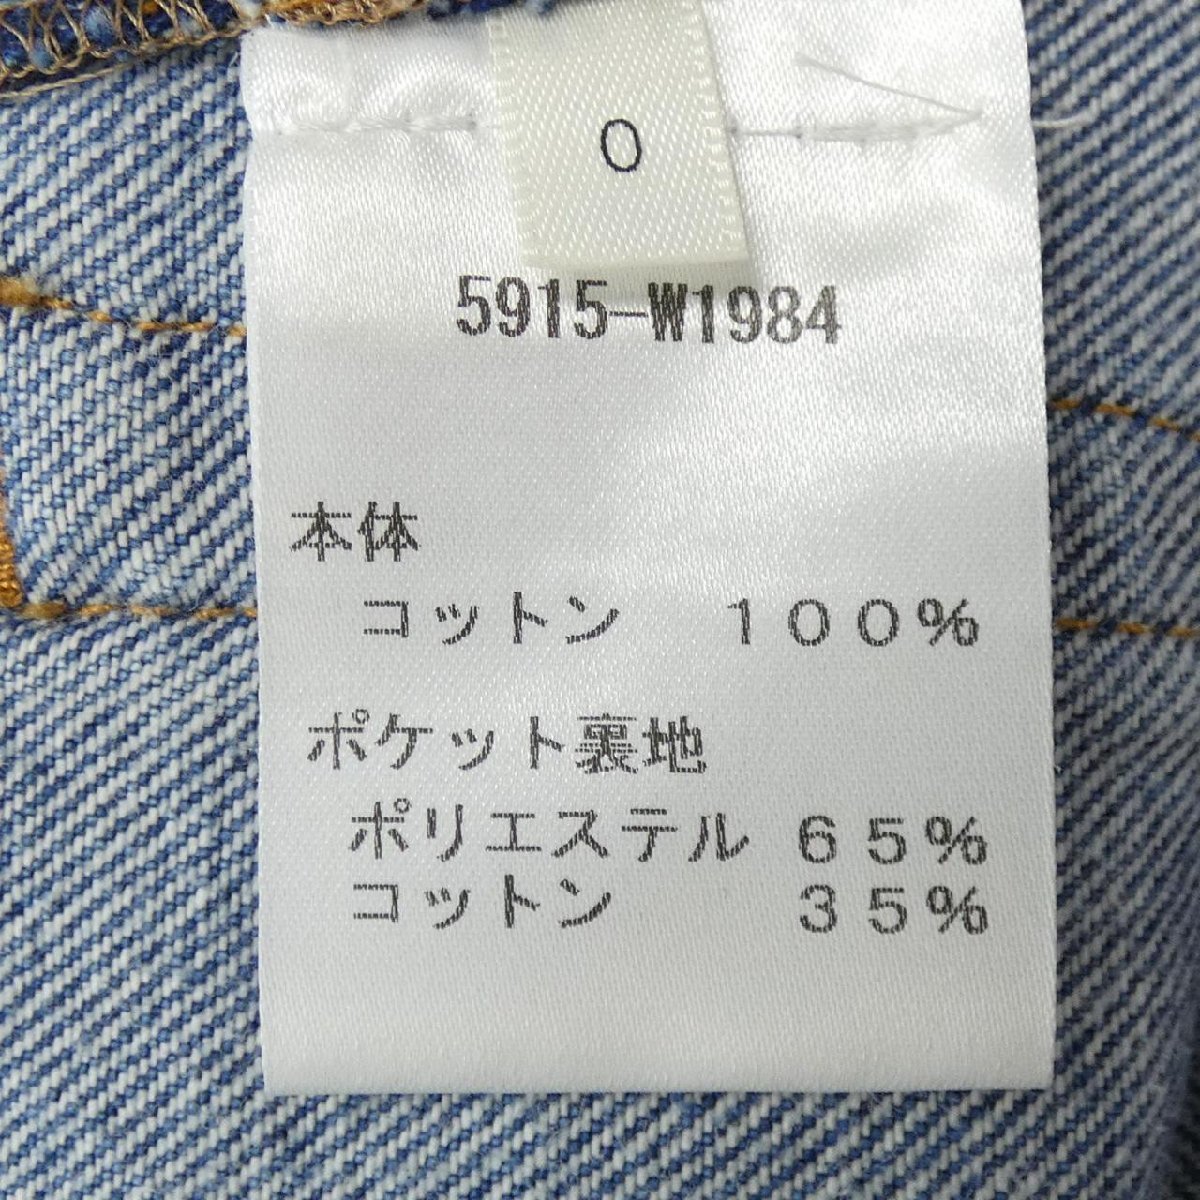 0
5915-W1984
本体
コットン 100%
ポケット裏地
ポリエステル 65%
コットン 35%